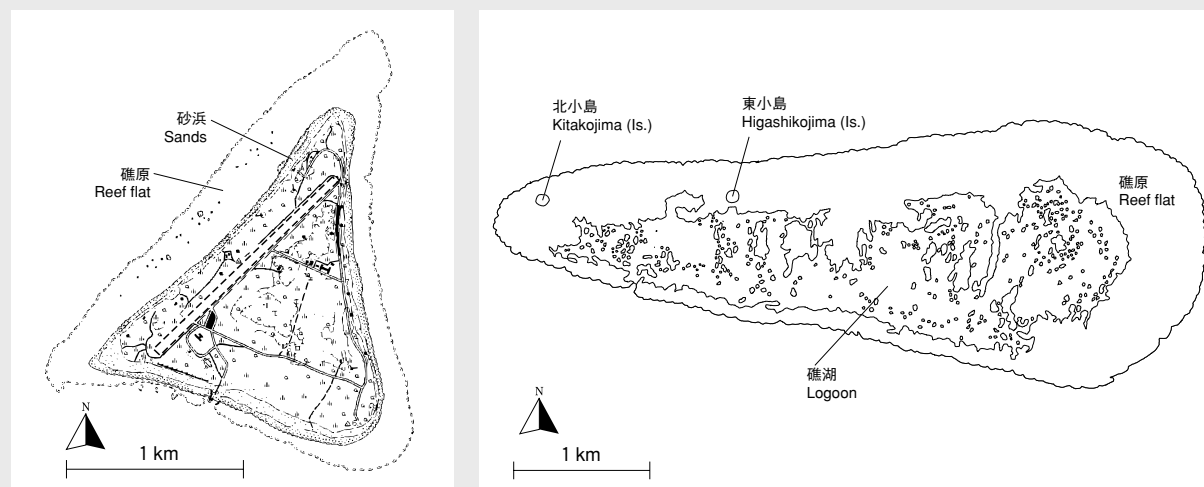 砂浜
Sands
礁原
Reef flat
N
1 km
北小島
Kitakojima (Is.)
東小島
Higashikojima (Is.)
礁原
Reef flat
礁湖
Logoon
N
1 km